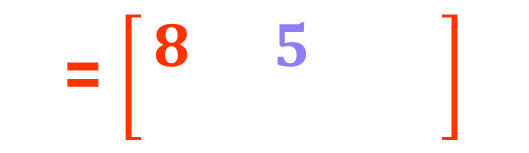 = [ 8 5 ]